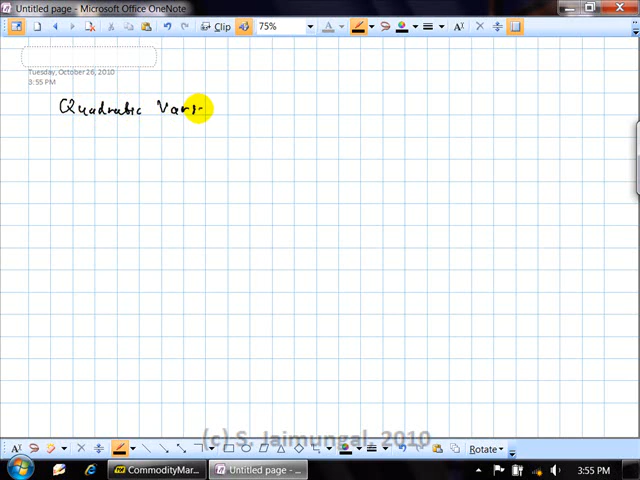 Untitled page - Microsoft Office OneNote
Clip
75%
Tuesday, October 26, 2010
3:55 PM
Quadratic Vari
(c) S. Jaimungal, 2010
Rotate
CommodityMar...
Untitled page - ...
3:55 PM